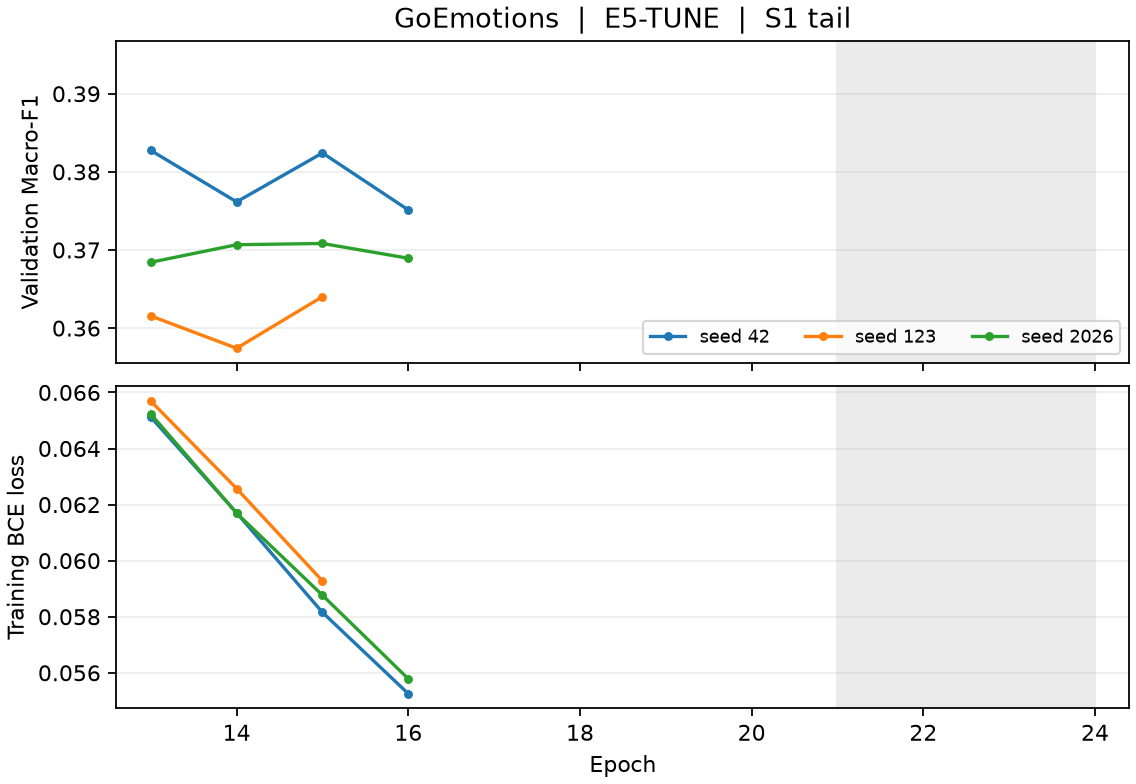 GoEmotions | E5-TUNE | S1 tail
Validation Macro-F1
0.39
0.38
0.37
0.36
seed 42 seed 123 seed 2026
Training BCE loss
0.066
0.064
0.062
0.060
0.058
0.056
14 16 18 20 22 24
Epoch